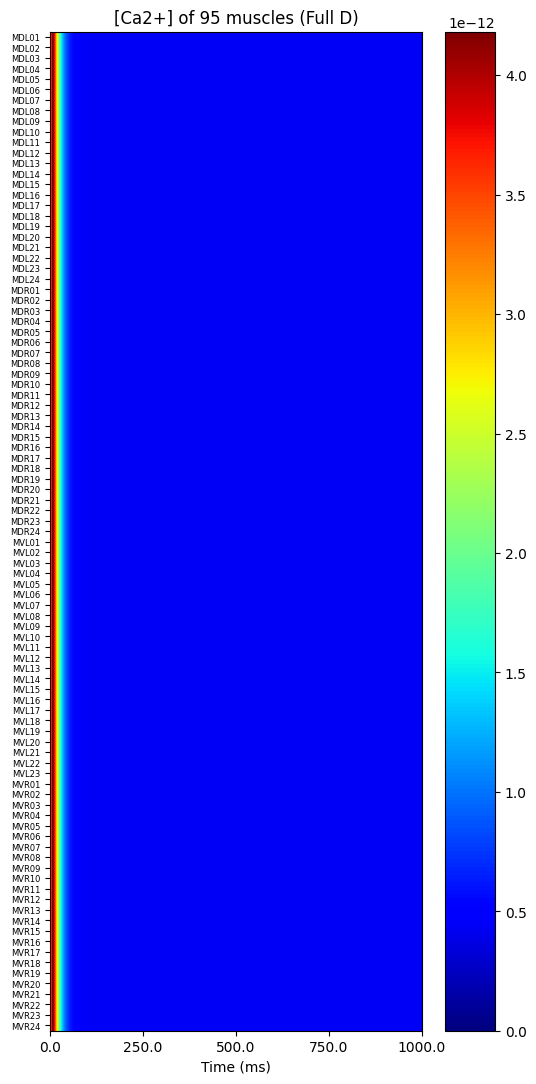 [Ca2+] of 95 muscles (Full D)
1e−12
MDL01
MDL02
MDL03
MDL04
MDL05
MDL06
MDL07
MDL08
MDL09
MDL10
MDL11
MDL12
MDL13
MDL14
MDL15
MDL16
MDL17
MDL18
MDL19
MDL20
MDL21
MDL22
MDL23
MDL24
MDR01
MDR02
MDR03
MDR04
MDR05
MDR06
MDR07
MDR08
MDR09
MDR10
MDR11
MDR12
MDR13
MDR14
MDR15
MDR16
MDR17
MDR18
MDR19
MDR20
MDR21
MDR22
MDR23
MDR24
MVL01
MVL02
MVL03
MVL04
MVL05
MVL06
MVL07
MVL08
MVL09
MVL10
MVL11
MVL12
MVL13
MVL14
MVL15
MVL16
MVL17
MVL18
MVL19
MVL20
MVL21
MVL22
MVL23
MVR01
MVR02
MVR03
MVR04
MVR05
MVR06
MVR07
MVR08
MVR09
MVR10
MVR11
MVR12
MVR13
MVR14
MVR15
MVR16
MVR17
MVR18
MVR19
MVR20
MVR21
MVR22
MVR23
MVR24
0.0 250.0 500.0 750.0 1000.0
Time (ms)
4.0
3.5
3.0
2.5
2.0
1.5
1.0
0.5
0.0